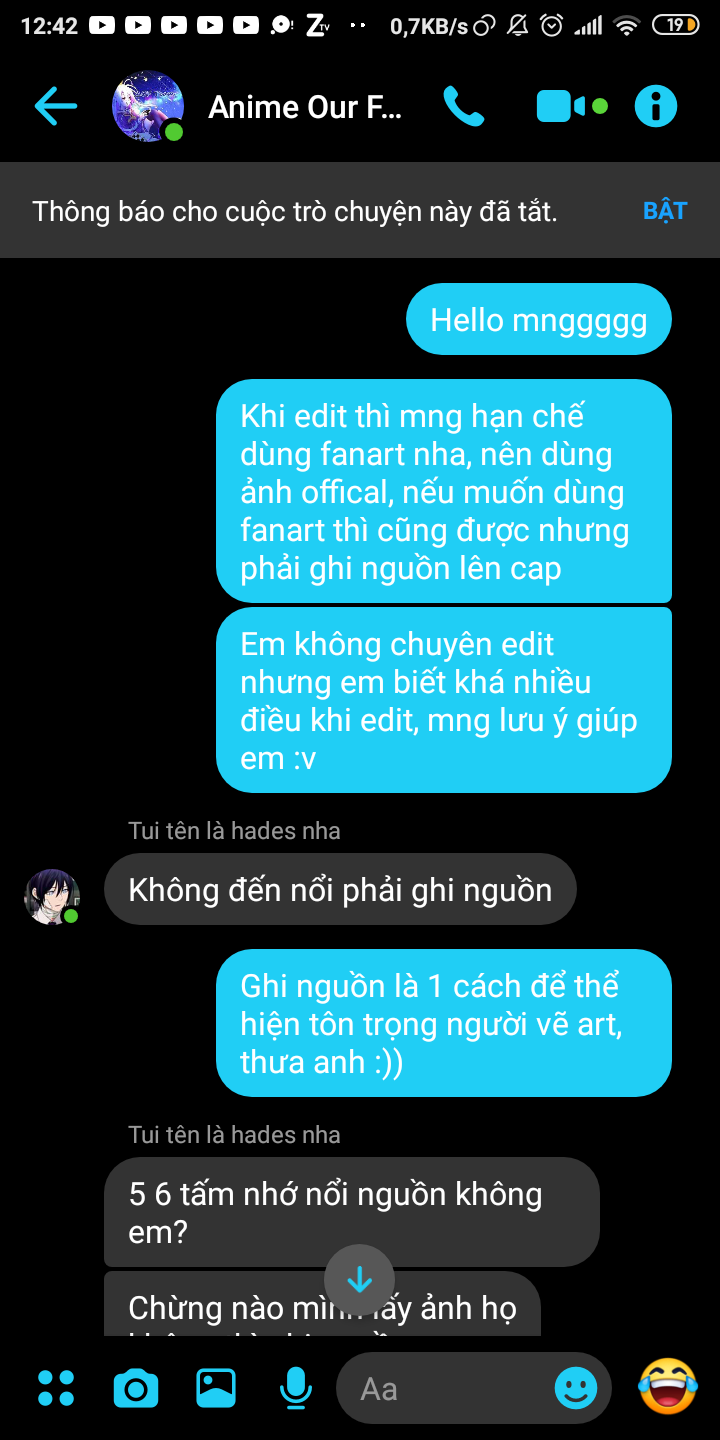 12:42
0,7KB/s
19
Anime Our F...
Thông báo cho cuộc trò chuyện này đã tắt.
BẬT
Hello mnggggg
Khi edit thì mng hạn chế
dùng fanart nha, nên dùng
ảnh offical, nếu muốn dùng
fanart thì cũng được nhưng
phải ghi nguồn lên cap
Em không chuyên edit
nhưng em biết khá nhiều
điều khi edit, mng lưu ý giúp
em :v
Tui tên là hades nha
Không đến nổi phải ghi nguồn
Ghi nguồn là 1 cách để thể
hiện tôn trọng người vẽ art,
thưa anh :))
Tui tên là hades nha
5 6 tấm nhớ nổi nguồn không
em?
Chừng nào mình lấy ảnh họ
Aa